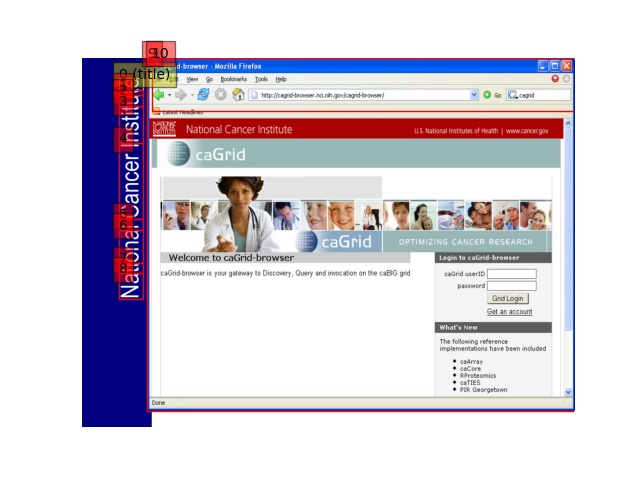 10
0 (title)
National Cancer Institute
d-browser - Mozilla Firefox
Edit View Go Bookmarks Tools Help
http://cagrid-browser.nci.nih.gov/cagrid-browser/
Go
cagrid
Latest Headlines
NATIONAL CANCER INSTITUTE
National Cancer Institute
U.S. National Institutes of Health | www.cancer.gov
caGrid
caGrid
OPTIMIZING CANCER RESEARCH
Welcome to caGrid-browser
caGrid-browser is your gateway to Discovery, Query and invocation on the caBIG grid
Login to caGrid-browser
caGrid userID
password
Grid Login
Get an account
What's New
The following reference
implementations have been included
caArray
caCore
RProteomics
caTIES
PIR Georgetown
Done